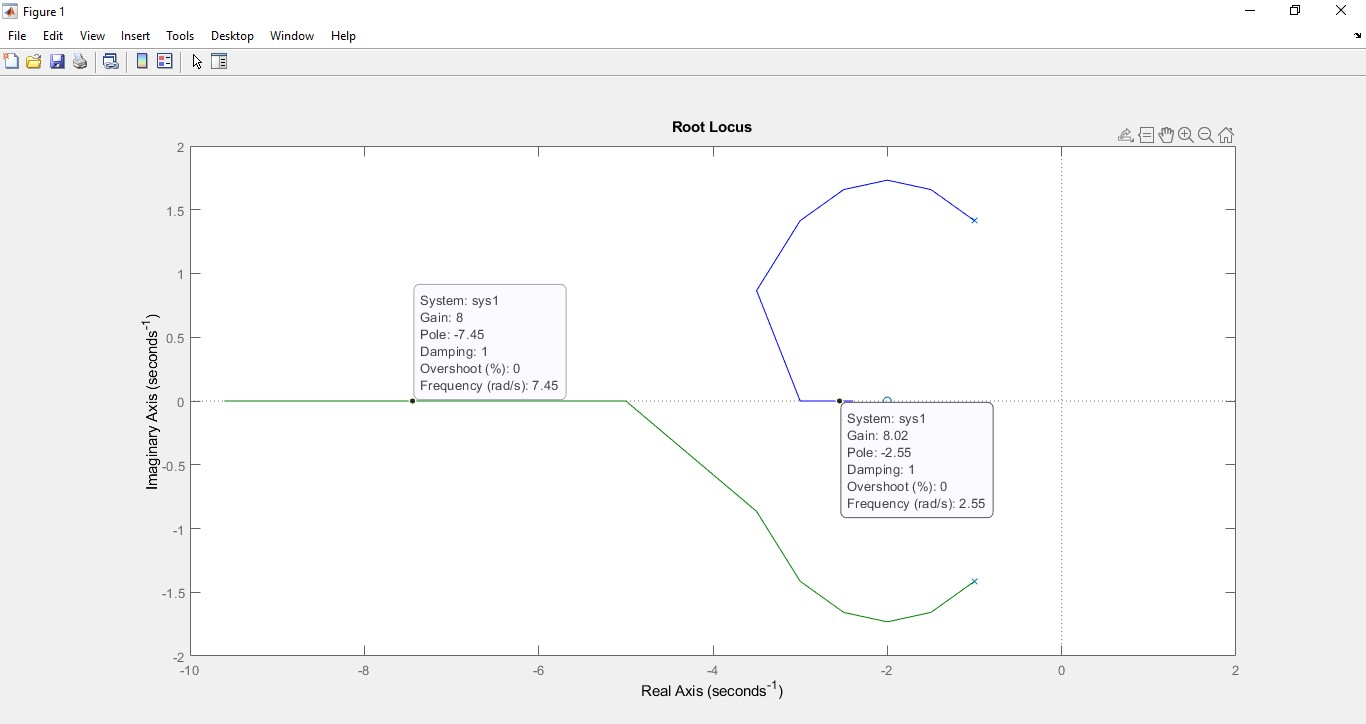 Figure 1
File Edit View Insert Tools Desktop Window Help
Root Locus
2
1.5
1
0.5
0
-0.5
-1
-1.5
-2
Imaginary Axis (seconds⁻¹)
System: sys1
Gain: 8
Pole: -7.45
Damping: 1
Overshoot (%): 0
Frequency (rad/s): 7.45
System: sys1
Gain: 8.02
Pole: -2.55
Damping: 1
Overshoot (%): 0
Frequency (rad/s): 2.55
-10 -8 -6 -4 -2 0 2
Real Axis (seconds⁻¹)